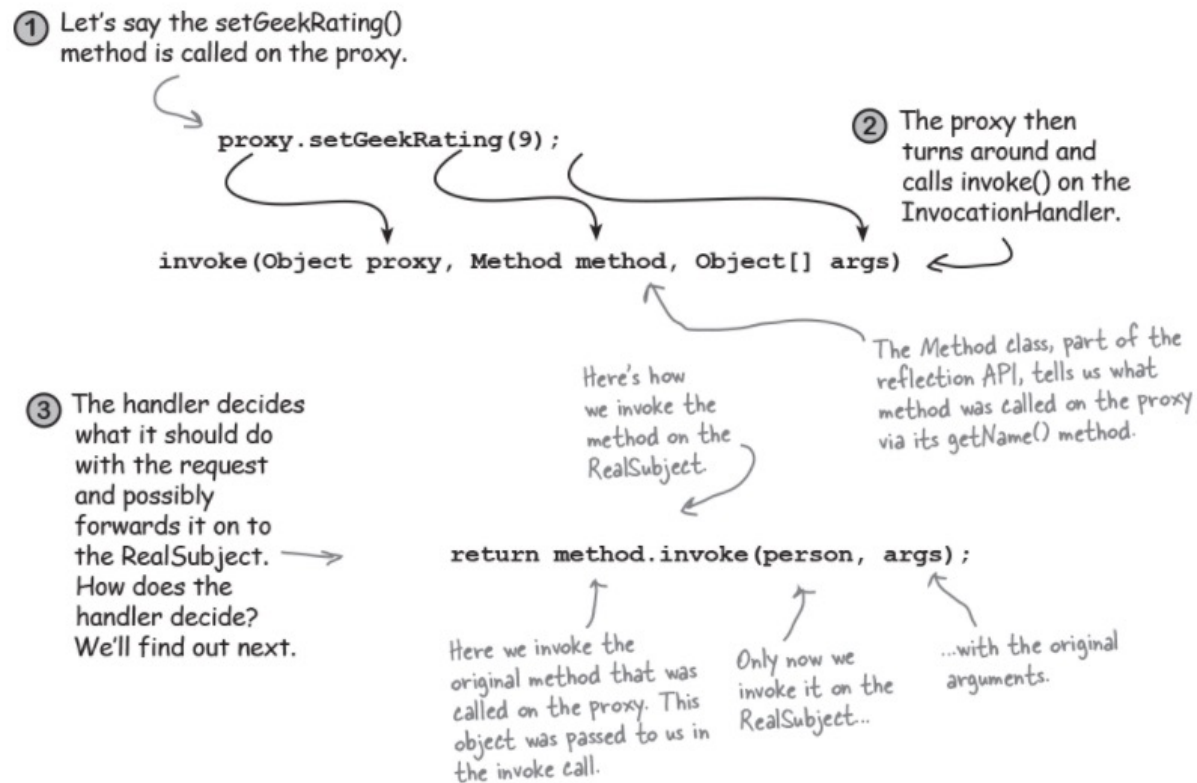 1 Let's say the setGeekRating()
method is called on the proxy.
proxy.setGeekRating(9);
2 The proxy then
turns around and
calls invoke() on the
InvocationHandler.
invoke(Object proxy, Method method, Object[] args)
The Method class, part of the
reflection API, tells us what
method was called on the proxy
via its getName() method.
Here's how
we invoke the
method on the
RealSubject.
3 The handler decides
what it should do
with the request
and possibly
forwards it on to
the RealSubject.
How does the
handler decide?
We'll find out next.
return method.invoke(person, args);
Here we invoke the
original method that was
called on the proxy. This
object was passed to us in
the invoke call.
Only now we
invoke it on the
RealSubject...
...with the original
arguments.